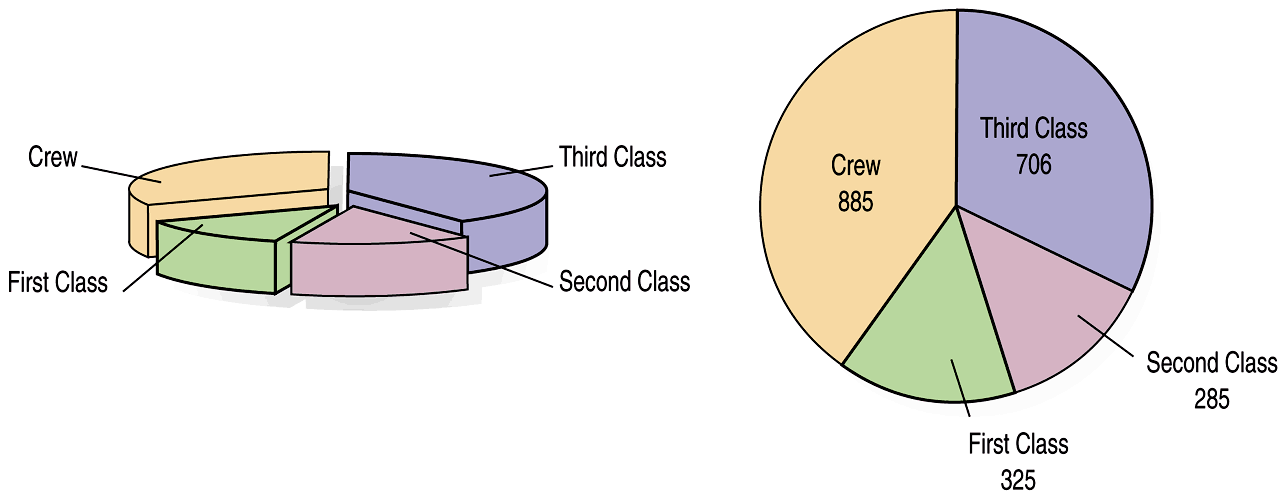 Crew
Third Class
First Class
Second Class
Third Class
706
Crew
885
Second Class
285
First Class
325